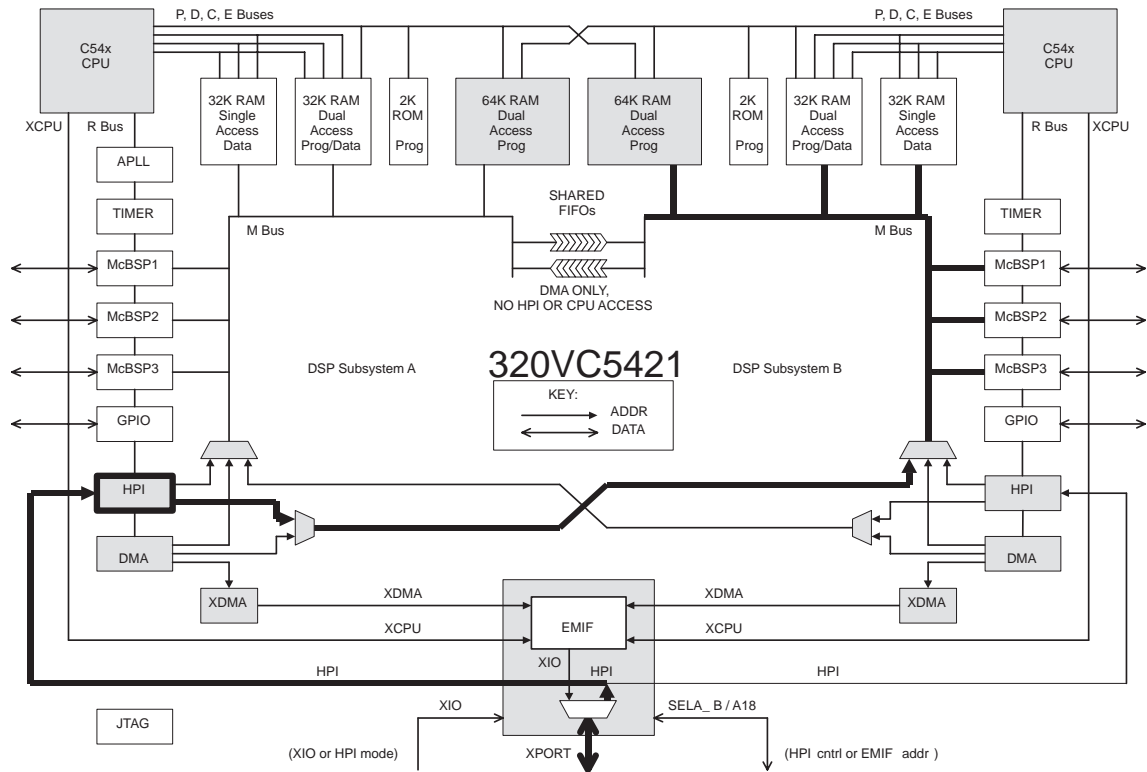 P, D, C, E Buses
P, D, C, E Buses
C54x
CPU
C54x
CPU
32K RAM
Single
Access
Data
32K RAM
Dual
Access
Prog/Data
2K
ROM
Prog
64K RAM
Dual
Access
Prog
64K RAM
Dual
Access
Prog
2K
ROM
Prog
32K RAM
Dual
Access
Prog/Data
32K RAM
Single
Access
Data
XCPU
R Bus
R Bus
XCPU
APLL
TIMER
SHARED
FIFOs
TIMER
M Bus
M Bus
McBSP1
McBSP1
DMA ONLY,
NO HPI OR CPU ACCESS
McBSP2
McBSP2
McBSP3
DSP Subsystem A
320VC5421
DSP Subsystem B
McBSP3
KEY:
ADDR
DATA
GPIO
GPIO
HPI
HPI
DMA
DMA
XDMA
XDMA
XDMA
XDMA
EMIF
XCPU
XCPU
XIO
HPI
HPI
HPI
JTAG
XIO
SELA_ B / A18
(XIO or HPI mode)
XPORT
(HPI cntrl or EMIF addr )